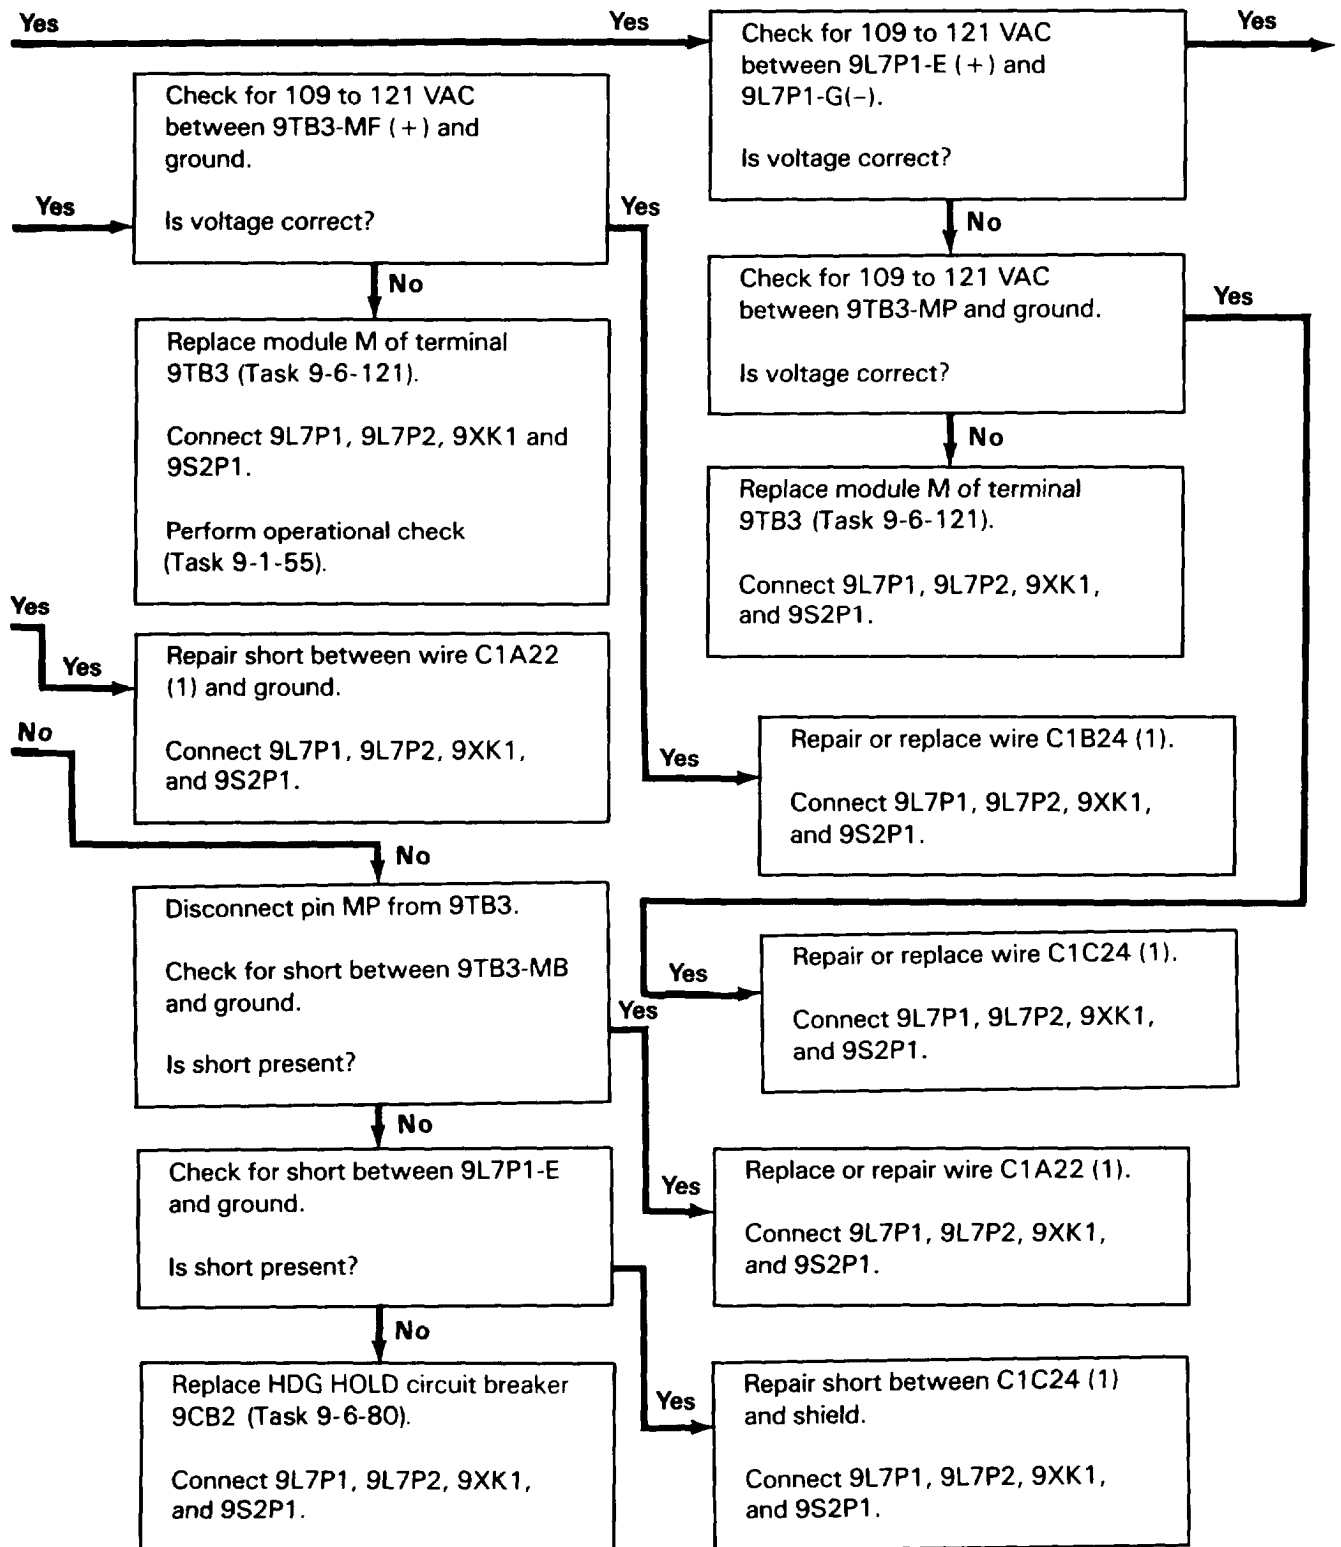 Yes
Yes
Check for 109 to 121 VAC
between 9L7P1-E (+) and
9L7P1-G(-).
Is voltage correct?
Yes
Check for 109 to 121 VAC
between 9TB3-MF (+) and
ground.
Is voltage correct?
Yes
Yes
No
No
Check for 109 to 121 VAC
between 9TB3-MP and ground.
Is voltage correct?
Yes
Replace module M of terminal
9TB3 (Task 9-6-121).
Connect 9L7P1, 9L7P2, 9XK1 and
9S2P1.
Perform operational check
(Task 9-1-55).
No
Replace module M of terminal
9TB3 (Task 9-6-121).
Connect 9L7P1, 9L7P2, 9XK1,
and 9S2P1.
Yes
Yes
Repair short between wire C1A22
(1) and ground.
Connect 9L7P1, 9L7P2, 9XK1,
and 9S2P1.
No
Yes
Repair or replace wire C1B24 (1).
Connect 9L7P1, 9L7P2, 9XK1,
and 9S2P1.
No
Disconnect pin MP from 9TB3.
Check for short between 9TB3-MB
and ground.
Is short present?
Yes
Yes
Repair or replace wire C1C24 (1).
Connect 9L7P1, 9L7P2, 9XK1,
and 9S2P1.
No
Check for short between 9L7P1-E
and ground.
Is short present?
Yes
Replace or repair wire C1A22 (1).
Connect 9L7P1, 9L7P2, 9XK1,
and 9S2P1.
No
Replace HDG HOLD circuit breaker
9CB2 (Task 9-6-80).
Connect 9L7P1, 9L7P2, 9XK1,
and 9S2P1.
Yes
Repair short between C1C24 (1)
and shield.
Connect 9L7P1, 9L7P2, 9XK1,
and 9S2P1.